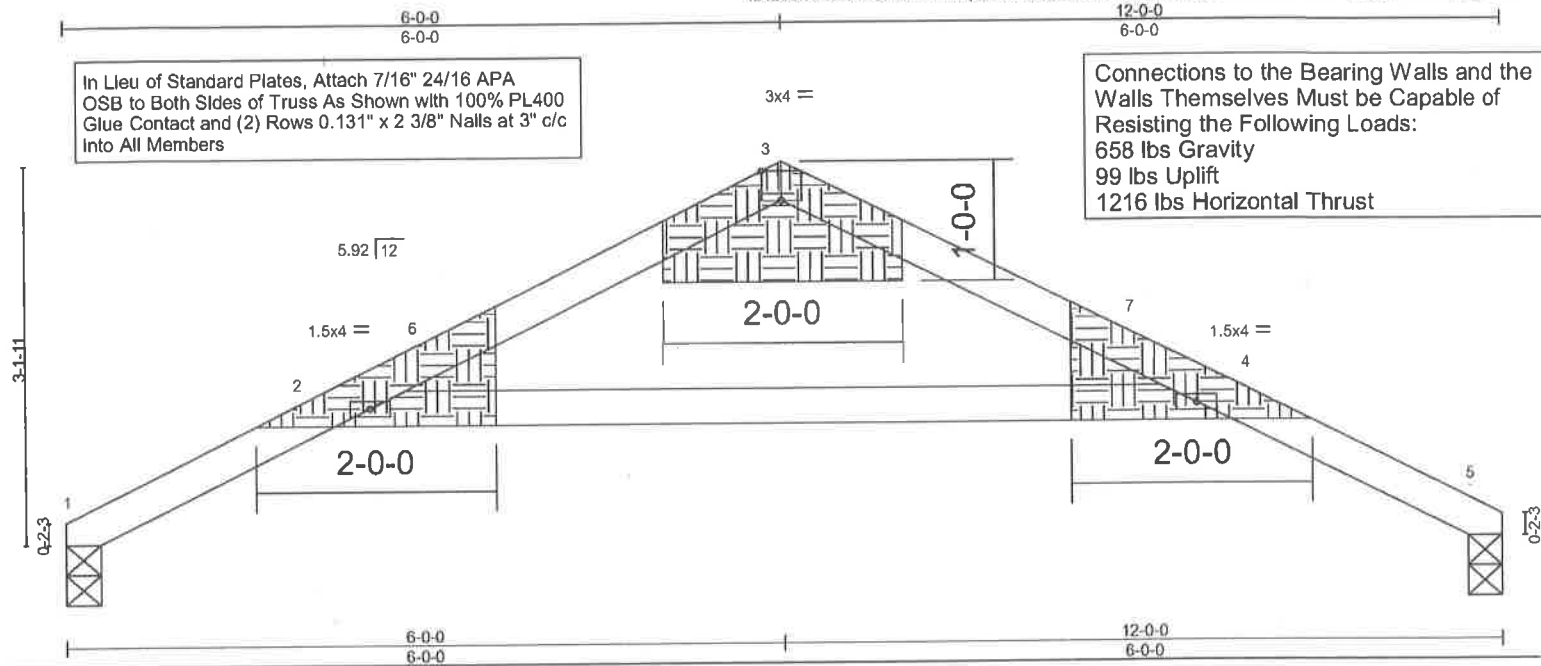 6-0-0
6-0-0
12-0-0
6-0-0
In Lieu of Standard Plates, Attach 7/16" 24/16 APA
OSB to Both Sides of Truss As Shown with 100% PL400
Glue Contact and (2) Rows 0.131" x 2 3/8" Nails at 3" c/c
Into All Members
3x4 =
Connections to the Bearing Walls and the
Walls Themselves Must be Capable of
Resisting the Following Loads:
658 lbs Gravity
99 lbs Uplift
1216 lbs Horizontal Thrust
3
1-0-0
5.92 12
2-0-0
1.5x4 =
6
7
1.5x4 =
2
4
3-1-11
2-0-0
2-0-0
1
5
0-2-3
0-2-3
6-0-0
6-0-0
12-0-0
6-0-0